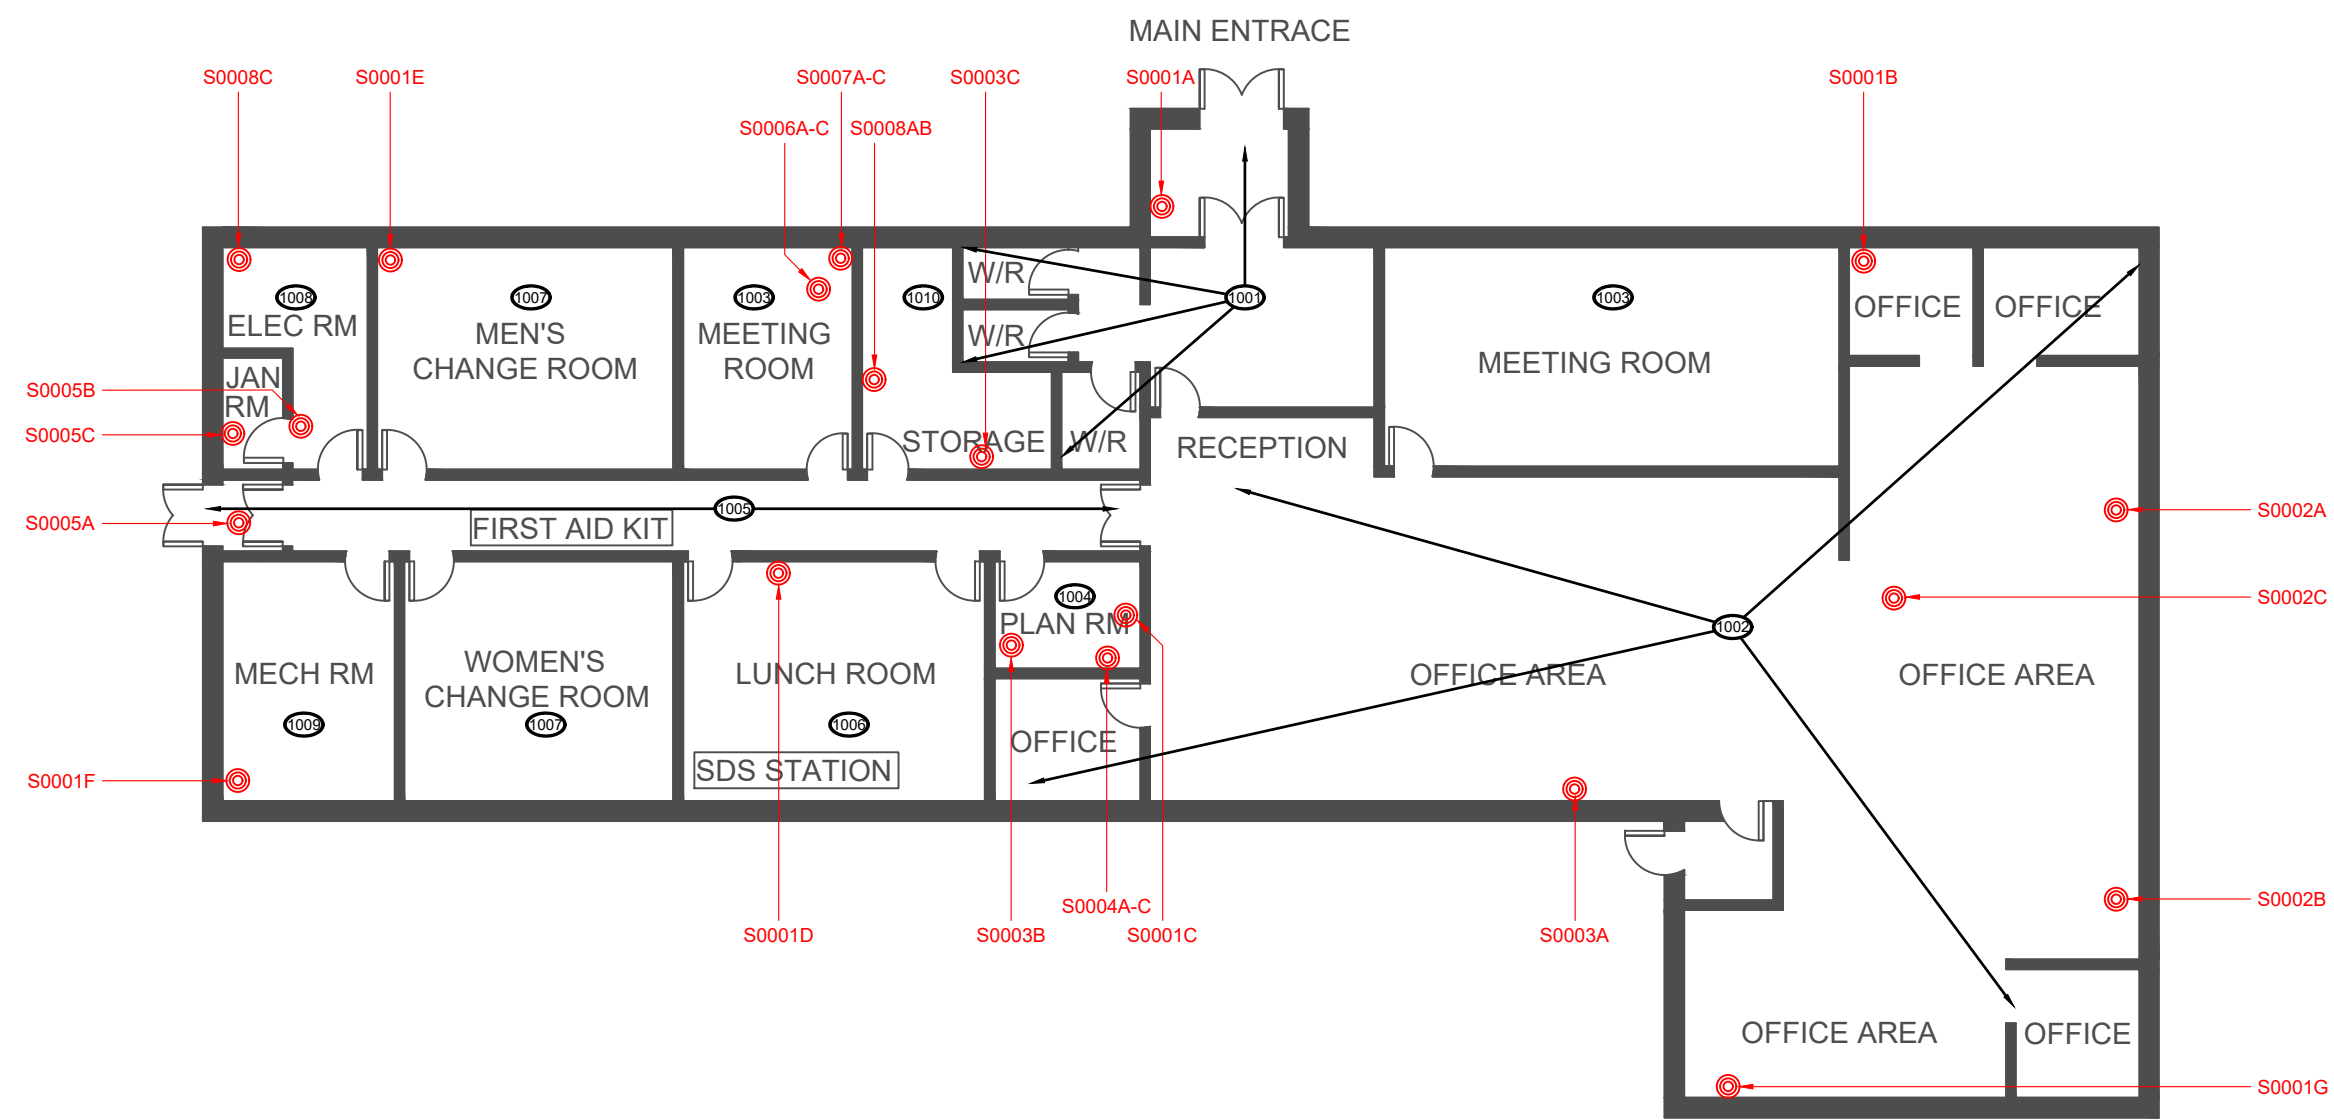 MAIN ENTRACE
S0008C
S0001E
S0007A-C
S0003C
S0001A
S0001B
S0006A-C
S0008AB
W/R
1008
1007
1003
1010
1001
1003
OFFICE
OFFICE
ELEC RM
MEN'S
CHANGE ROOM
MEETING
ROOM
W/R
MEETING ROOM
JAN
RM
S0005B
S0005C
STORAGE
W/R
RECEPTION
S0005A
1005
FIRST AID KIT
S0002A
1004
PLAN RM
S0002C
1002
MECH RM
WOMEN'S
CHANGE ROOM
LUNCH ROOM
OFFICE AREA
OFFICE AREA
1009
1007
1006
OFFICE
SDS STATION
S0001F
S0004A-C
S0002B
S0001D
S0003B
S0001C
S0003A
OFFICE AREA
OFFICE
S0001G